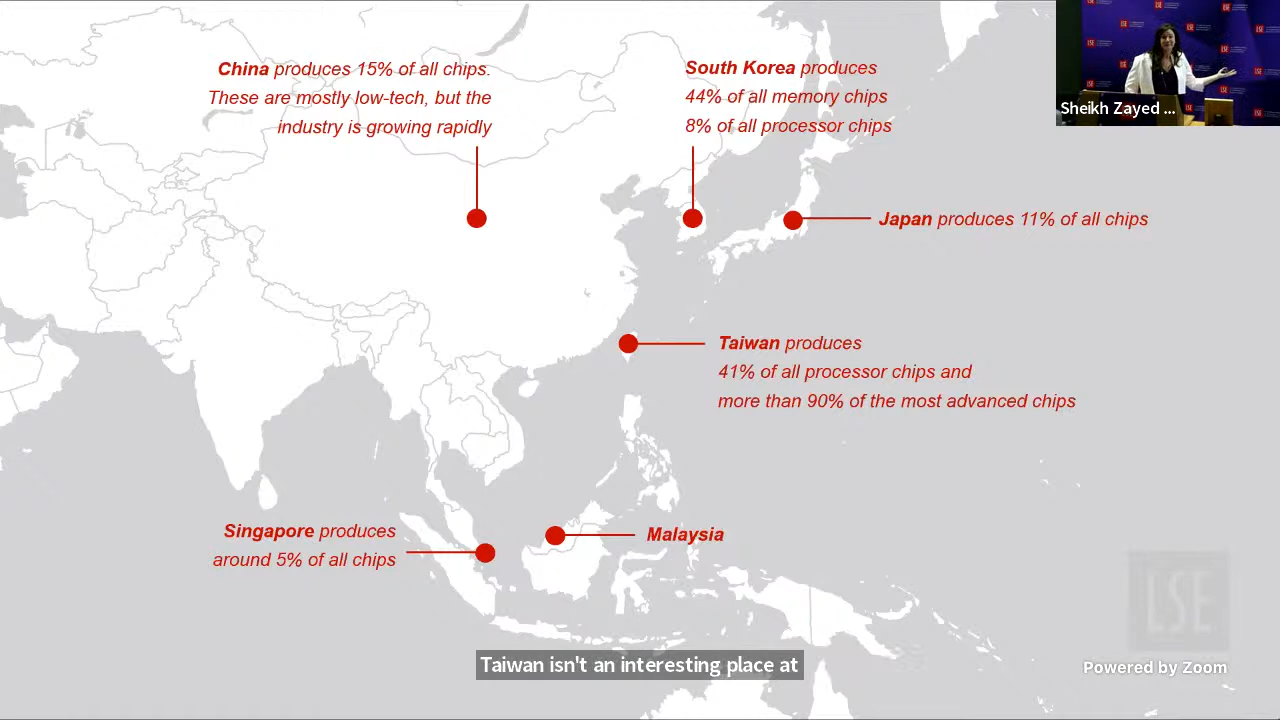 China produces 15% of all chips.
These are mostly low-tech, but the
industry is growing rapidly
South Korea produces
44% of all memory chips
8% of all processor chips
Sheikh Zayed ...
Japan produces 11% of all chips
Taiwan produces
41% of all processor chips and
more than 90% of the most advanced chips
Singapore produces
around 5% of all chips
Malaysia
LSE
Taiwan isn't an interesting place at
Powered by Zoom